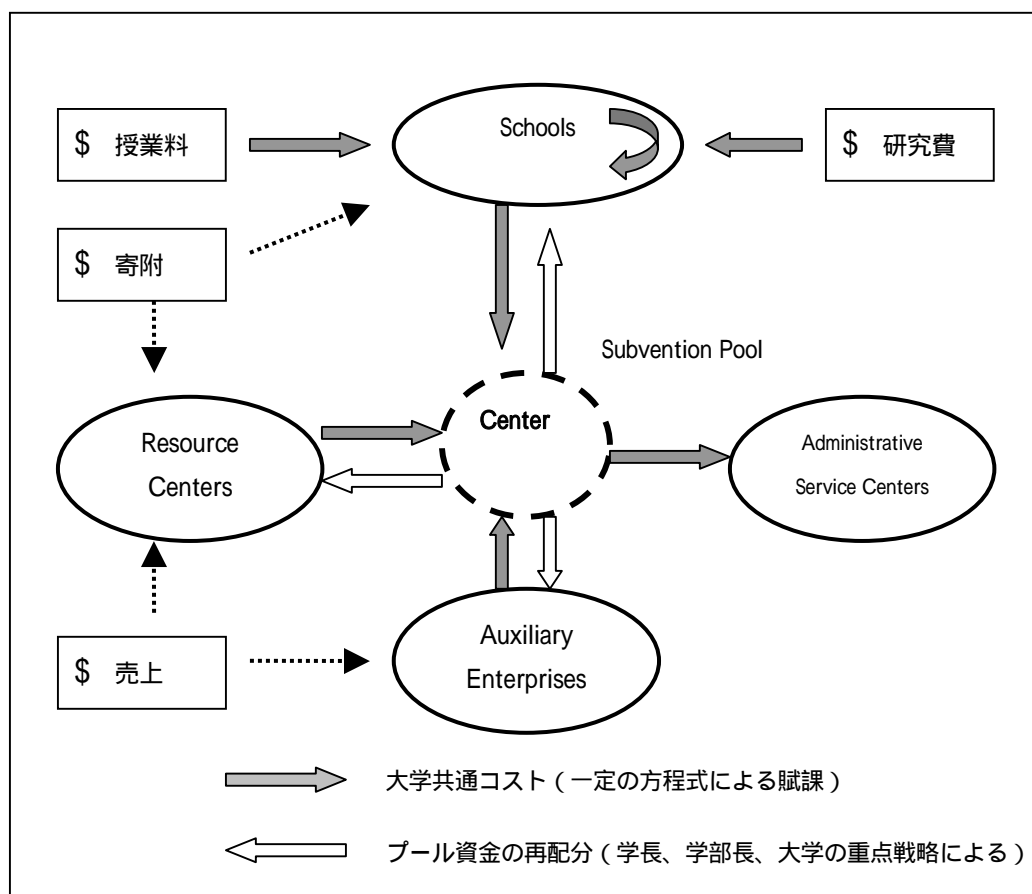 Schools
$ 授業料
$ 研究費
$ 寄附
Subvention Pool
Center
Resource
Centers
Administrative
Service Centers
Auxiliary
Enterprises
$ 売上
大学共通コスト（一定の方程式による賦課）
プール資金の再配分（学長、学部長、大学の重点戦略による）